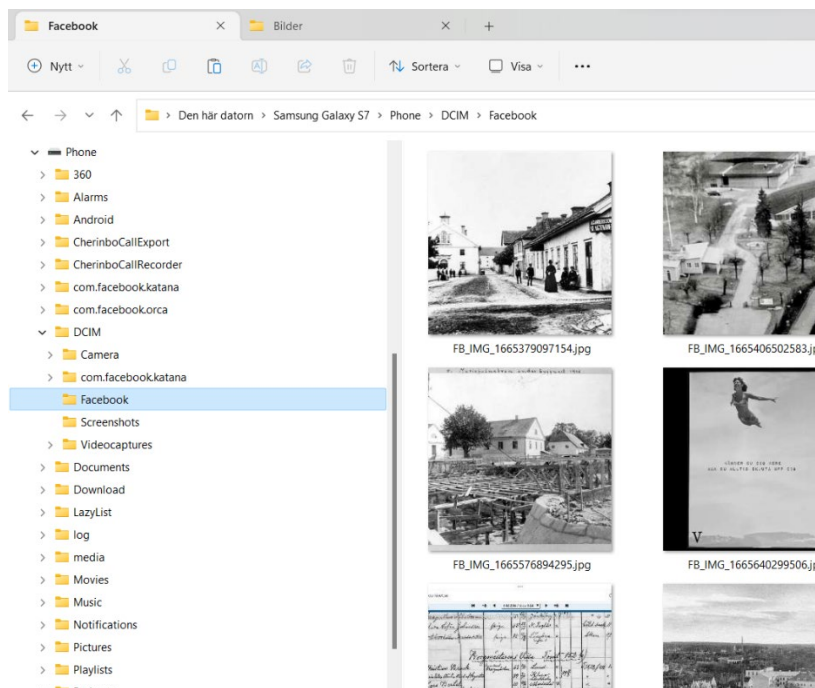 Facebook
Bilder
Nytt
Sortera
Visa
Den här datorn > Samsung Galaxy S7 > Phone > DCIM > Facebook
Phone
360
Alarms
Android
CherinboCallExport
CherinboCallRecorder
com.facebook.katana
com.facebook.orca
DCIM
Camera
com.facebook.katana
Facebook
Screenshots
Videocaptures
Documents
Download
LazyList
log
media
Movies
Music
Notifications
Pictures
Playlists
FB_IMG_1665379097154.jpg
FB_IMG_1665406502583.j
FB_IMG_1665576894295.jpg
V
FB_IMG_1665640299506.j